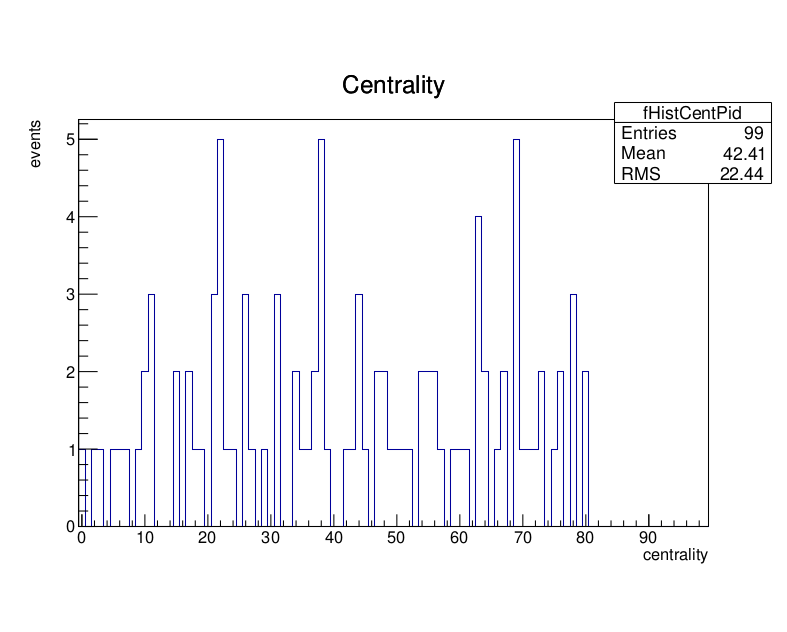 Centrality
fHistCentPid
Entries 99
Mean 42.41
RMS 22.44
events
5
4
3
2
1
0
0 10 20 30 40 50 60 70 80 90
centrality